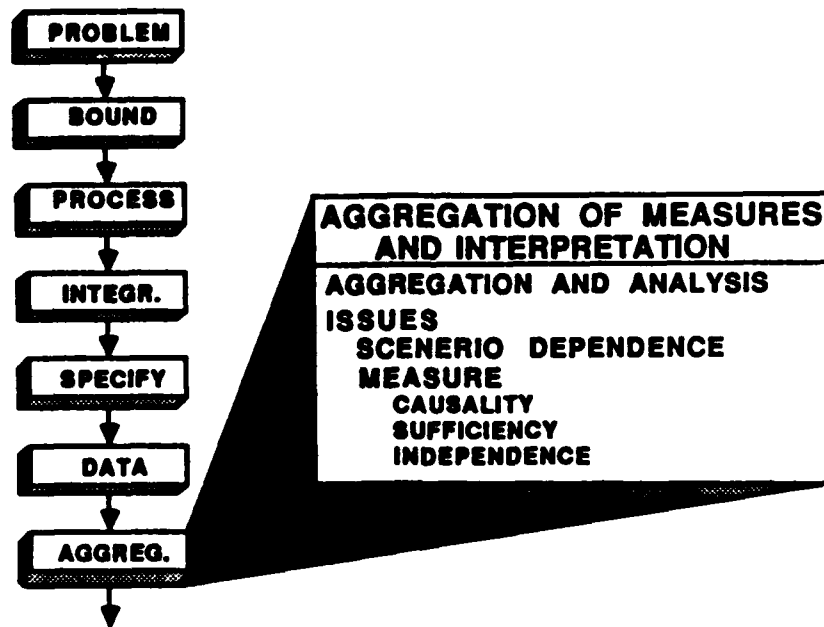 PROBLEM
BOUND
PROCESS
INTEGR.
SPECIFY
DATA
AGGREG.
AGGREGATION OF MEASURES
AND INTERPRETATION
AGGREGATION AND ANALYSIS
ISSUES
SCENERIO DEPENDENCE
MEASURE
CAUSALITY
SUFFICIENCY
INDEPENDENCE